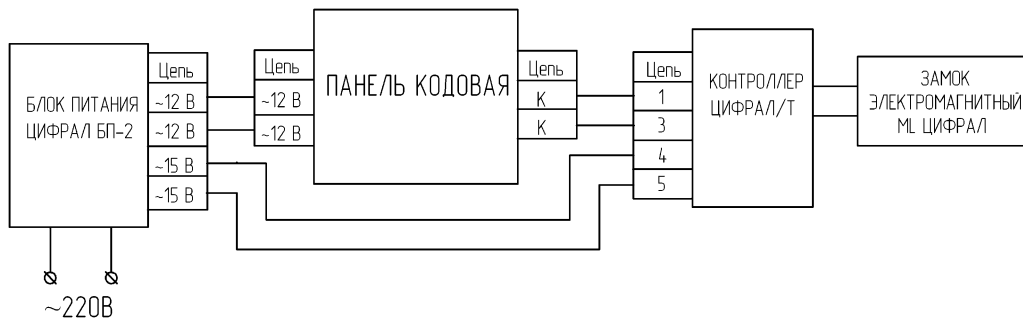 БЛОК ПИТАНИЯ
ЦИФРАЛ БП-2
Цепь
~12 В
~12 В
~15 В
~15 В
~220В
Цепь
~12 В
~12 В
ПАНЕЛЬ КОДОВАЯ
Цепь
К
К
Цепь
1
3
4
5
КОНТРОЛЛЕР
ЦИФРАЛ/Т
ЗАМОК
ЭЛЕКТРОМАГНИТНЫЙ
ML ЦИФРАЛ